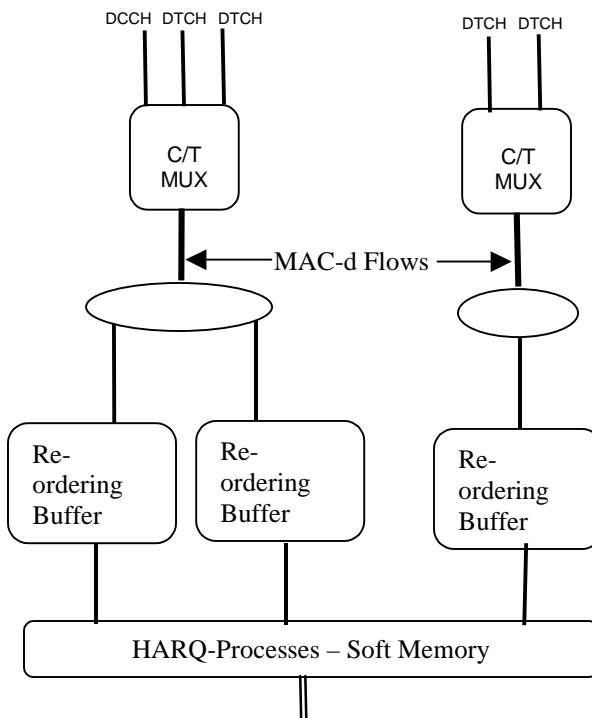 DCCH DTCH DTCH
DTCH DTCH
C/T
MUX
C/T
MUX
MAC-d Flows
Re-
ordering
Buffer
Re-
ordering
Buffer
Re-
ordering
Buffer
HARQ-Processes – Soft Memory